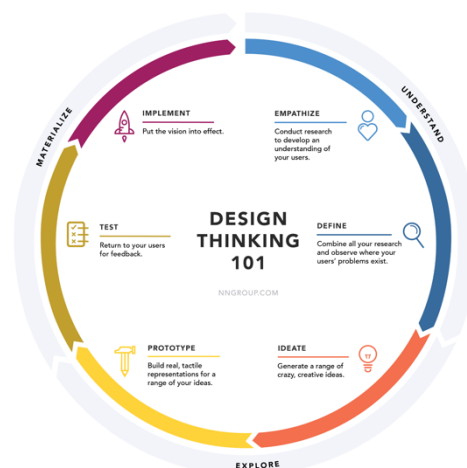 DESIGN
THINKING
101
NNGROUP.COM
UNDERSTAND
EMPATHIZE
Conduct research
to develop an
understanding of
your users.
DEFINE
Combine all your research
and observe where your
users' problems exist.
EXPLORE
IDEATE
Generate a range of
crazy, creative ideas.
PROTOTYPE
Build real, tactile
representations for a
range of your ideas.
MATERIALIZE
TEST
Return to your users
for feedback.
IMPLEMENT
Put the vision into effect.